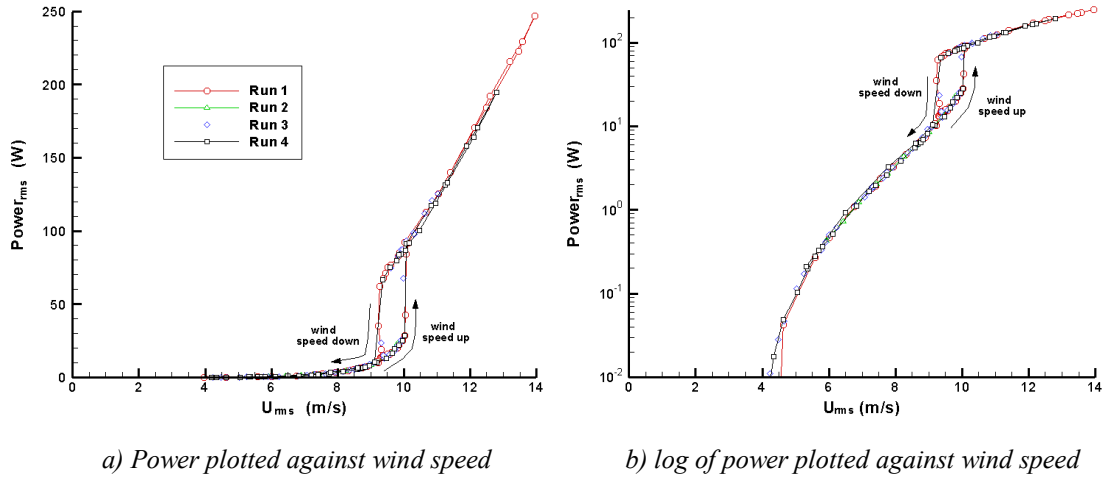 250
200
150
100
50
0
Power_rms (W)
Run 1
Run 2
Run 3
Run 4
wind
speed down
wind
speed up
0 2 4 6 8 10 12 14
U_rms (m/s)
a) Power plotted against wind speed
10^2
10^1
10^0
10^-1
10^-2
Power_rms (W)
wind
speed down
wind
speed up
0 2 4 6 8 10 12 14
U_rms (m/s)
b) log of power plotted against wind speed